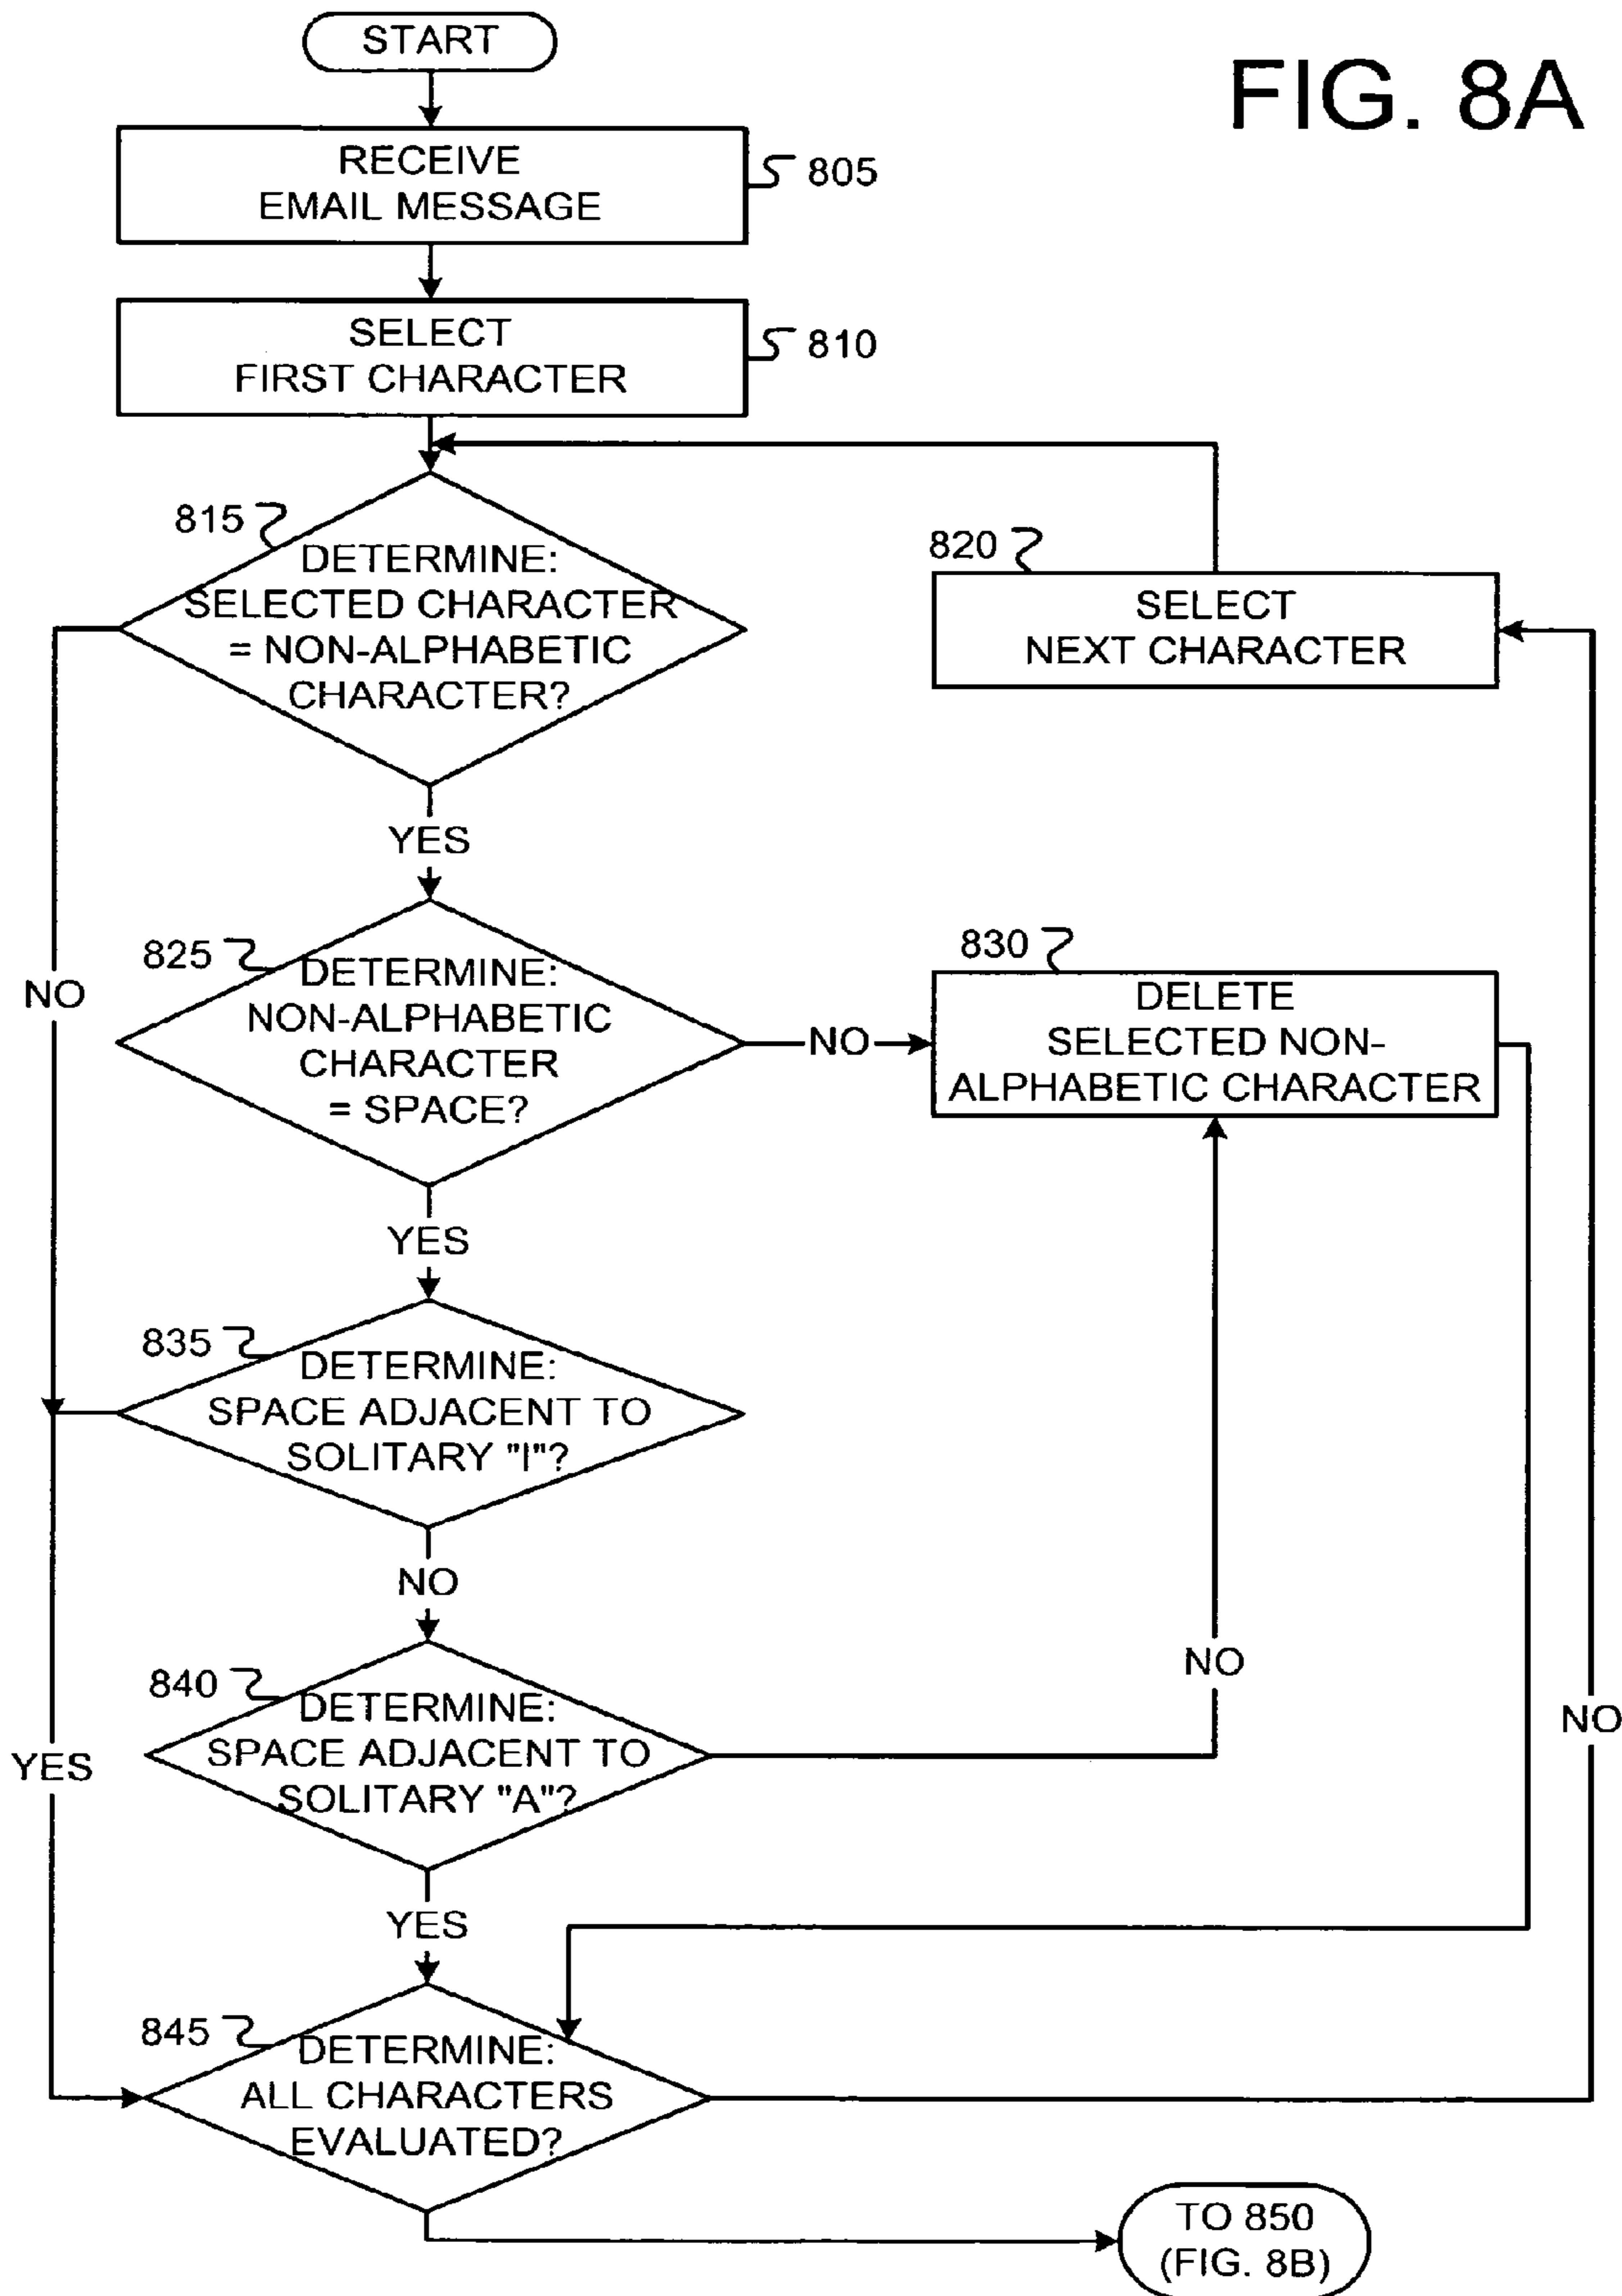 START
FIG. 8A
RECEIVE
EMAIL MESSAGE
805
SELECT
FIRST CHARACTER
810
815
DETERMINE:
SELECTED CHARACTER
= NON-ALPHABETIC
CHARACTER?
820
SELECT
NEXT CHARACTER
YES
NO
825
DETERMINE:
NON-ALPHABETIC
CHARACTER
= SPACE?
NO
830
DELETE
SELECTED NON-
ALPHABETIC CHARACTER
YES
835
DETERMINE:
SPACE ADJACENT TO
SOLITARY "I"?
NO
840
DETERMINE:
SPACE ADJACENT TO
SOLITARY "A"?
NO
NO
YES
YES
845
DETERMINE:
ALL CHARACTERS
EVALUATED?
TO 850
(FIG. 8B)